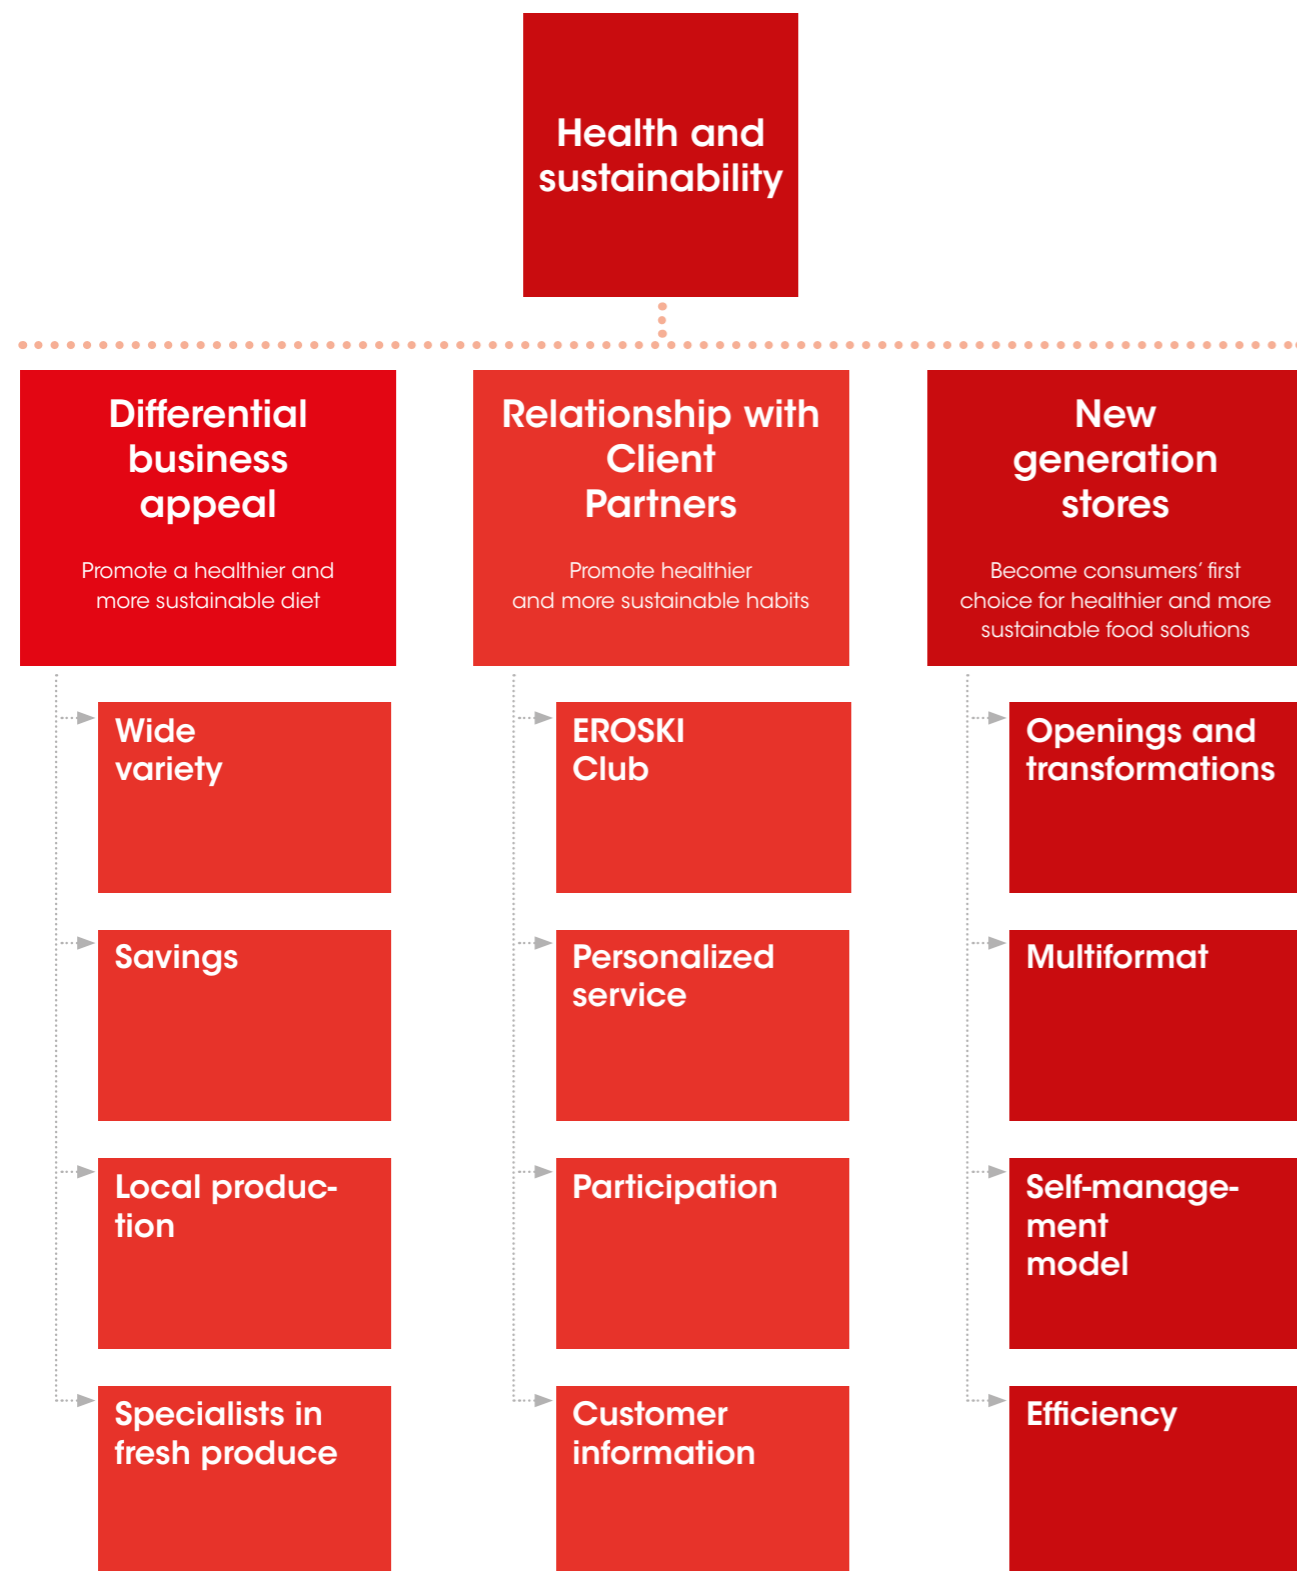 Health and
sustainability
Differential
business
appeal
Promote a healthier and
more sustainable diet
Wide
variety
Savings
Local produc-
tion
Specialists in
fresh produce
Relationship with
Client
Partners
Promote healthier
and more sustainable habits
EROSKI
Club
Personalized
service
Participation
Customer
information
New
generation
stores
Become consumers’ first
choice for healthier and more
sustainable food solutions
Openings and
transformations
Multiformat
Self-manage-
ment
model
Efficiency